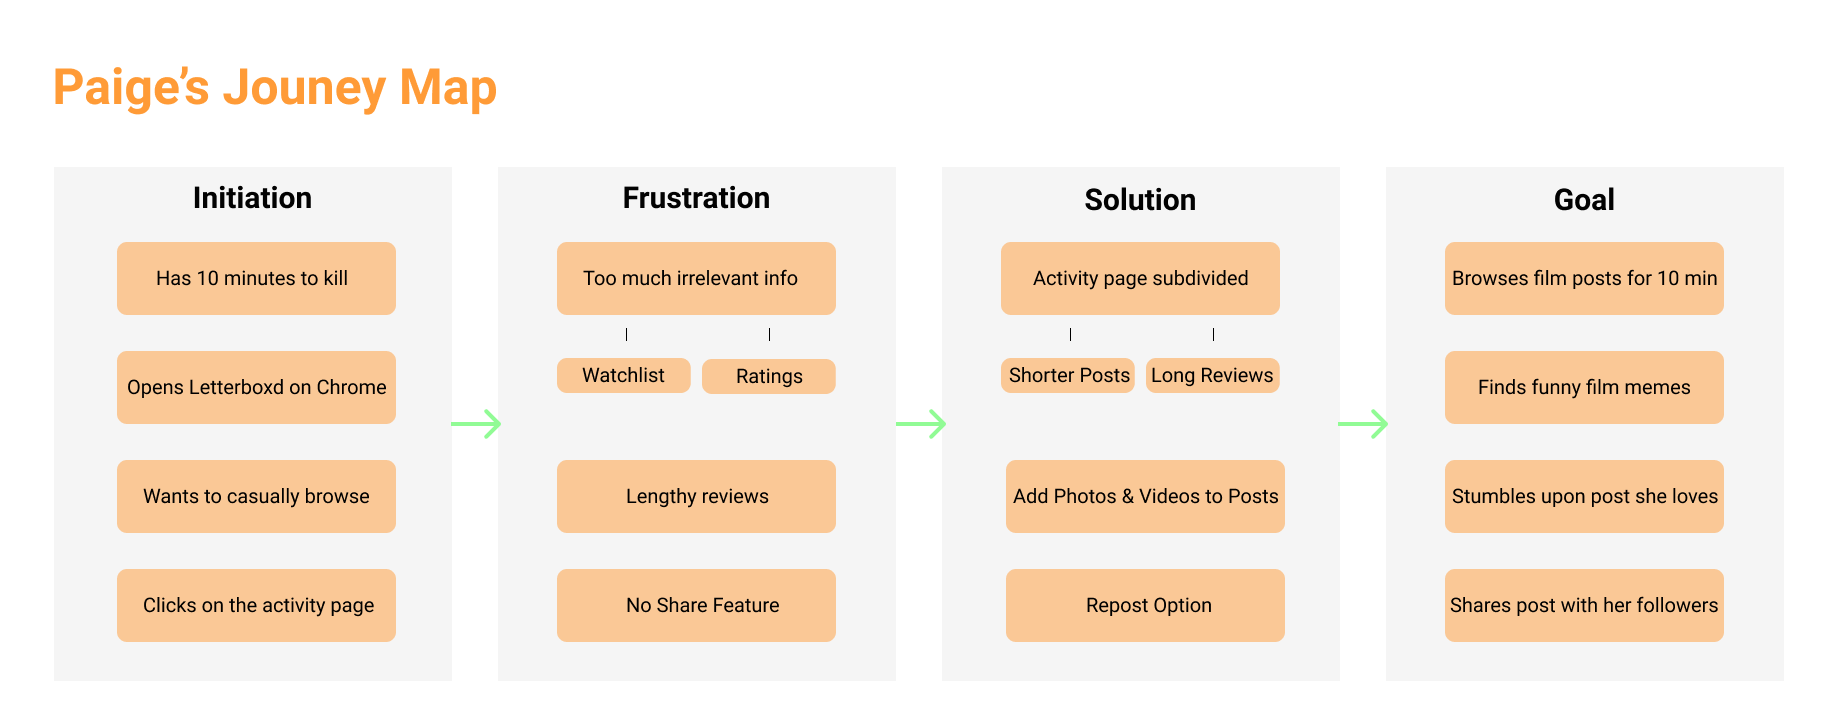 Paige’s Jouney Map
Initiation
Has 10 minutes to kill
Opens Letterboxd on Chrome
Wants to casually browse
Clicks on the activity page
Frustration
Too much irrelevant info
Watchlist
Ratings
Lengthy reviews
No Share Feature
Solution
Activity page subdivided
Shorter Posts
Long Reviews
Add Photos & Videos to Posts
Repost Option
Goal
Browses film posts for 10 min
Finds funny film memes
Stumbles upon post she loves
Shares post with her followers